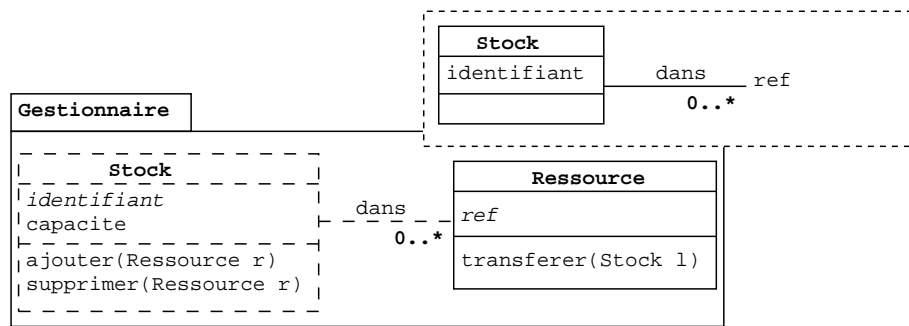 Stock
identifiant
dans
ref
0..*
Gestionnaire
Stock
identifiant
capacite
ajouter(Ressource r)
supprimer(Ressource r)
dans
0..*
Ressource
ref
transferer(Stock l)